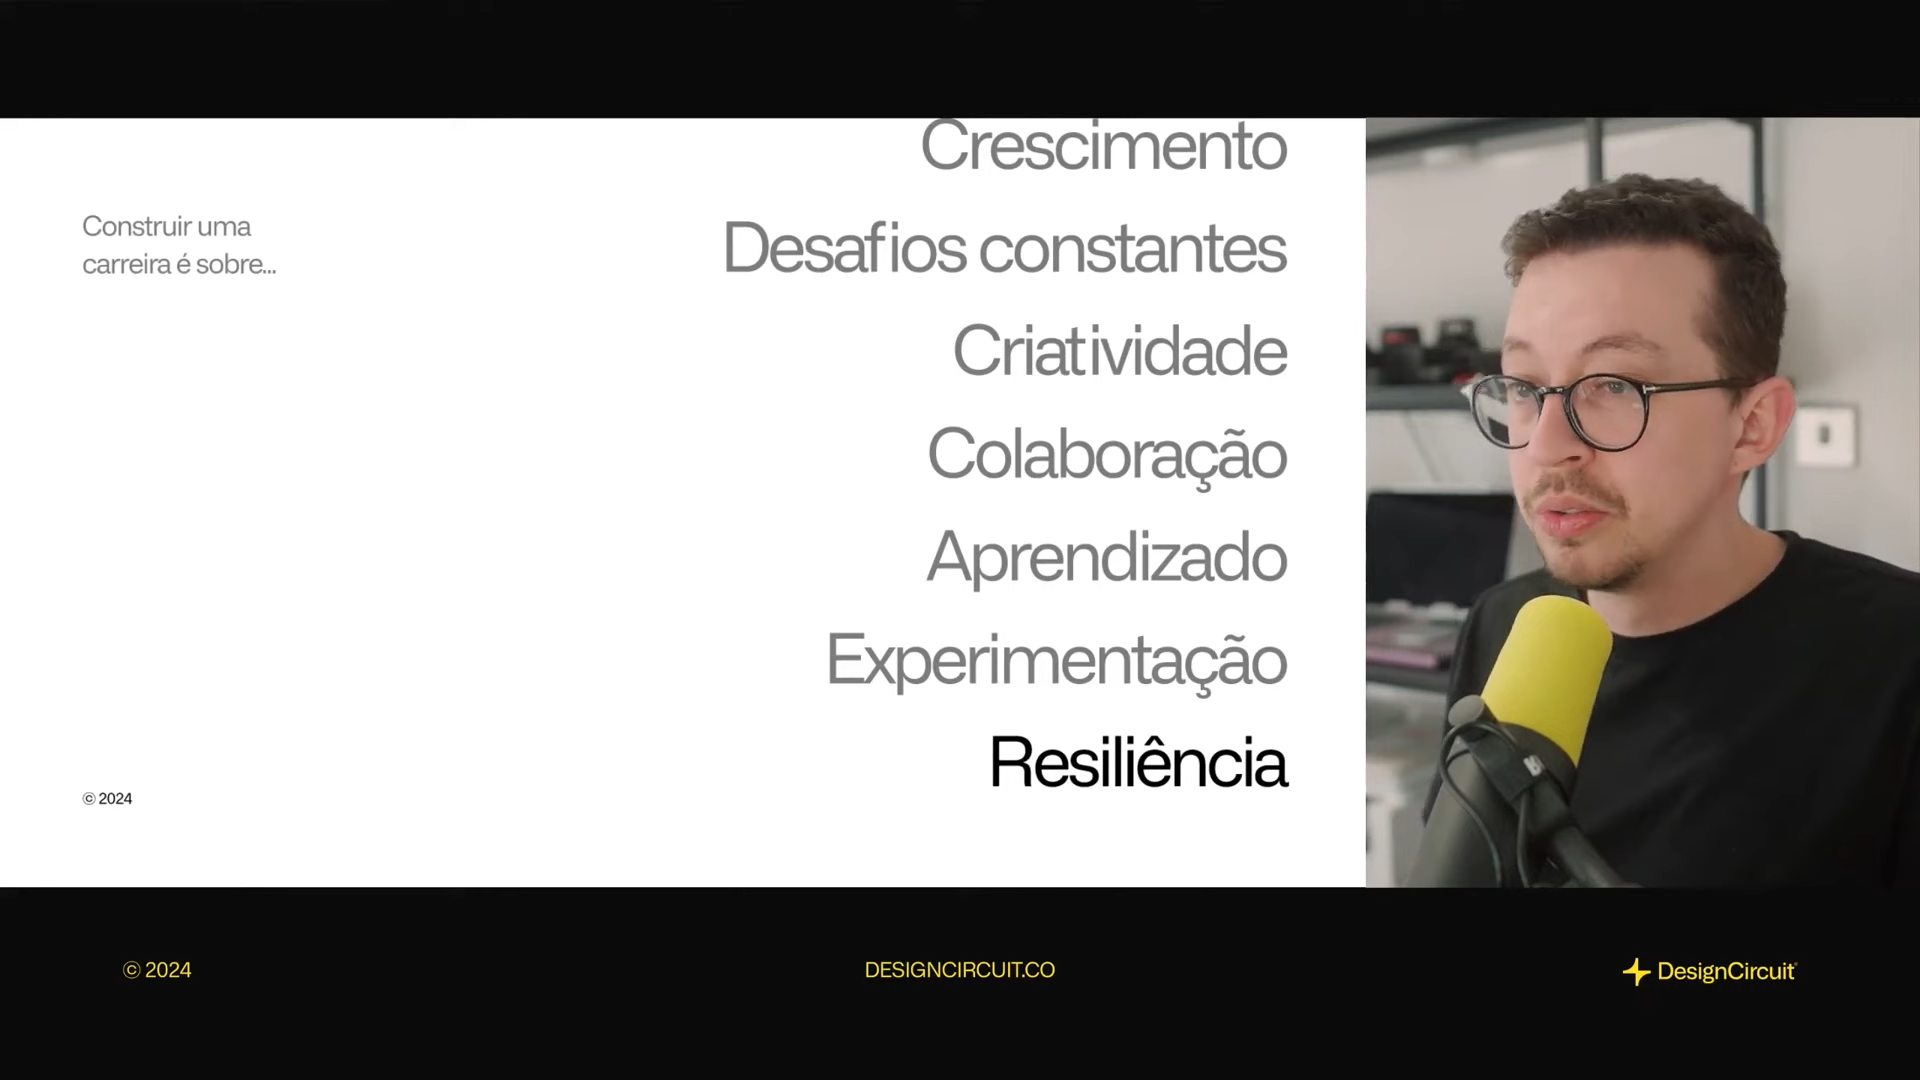 Construir uma
carreira é sobre...
Crescimento
Desafios constantes
Criatividade
Colaboração
Aprendizado
Experimentação
Resiliência
© 2024
© 2024
DESIGNCIRCUIT.CO
DesignCircuit